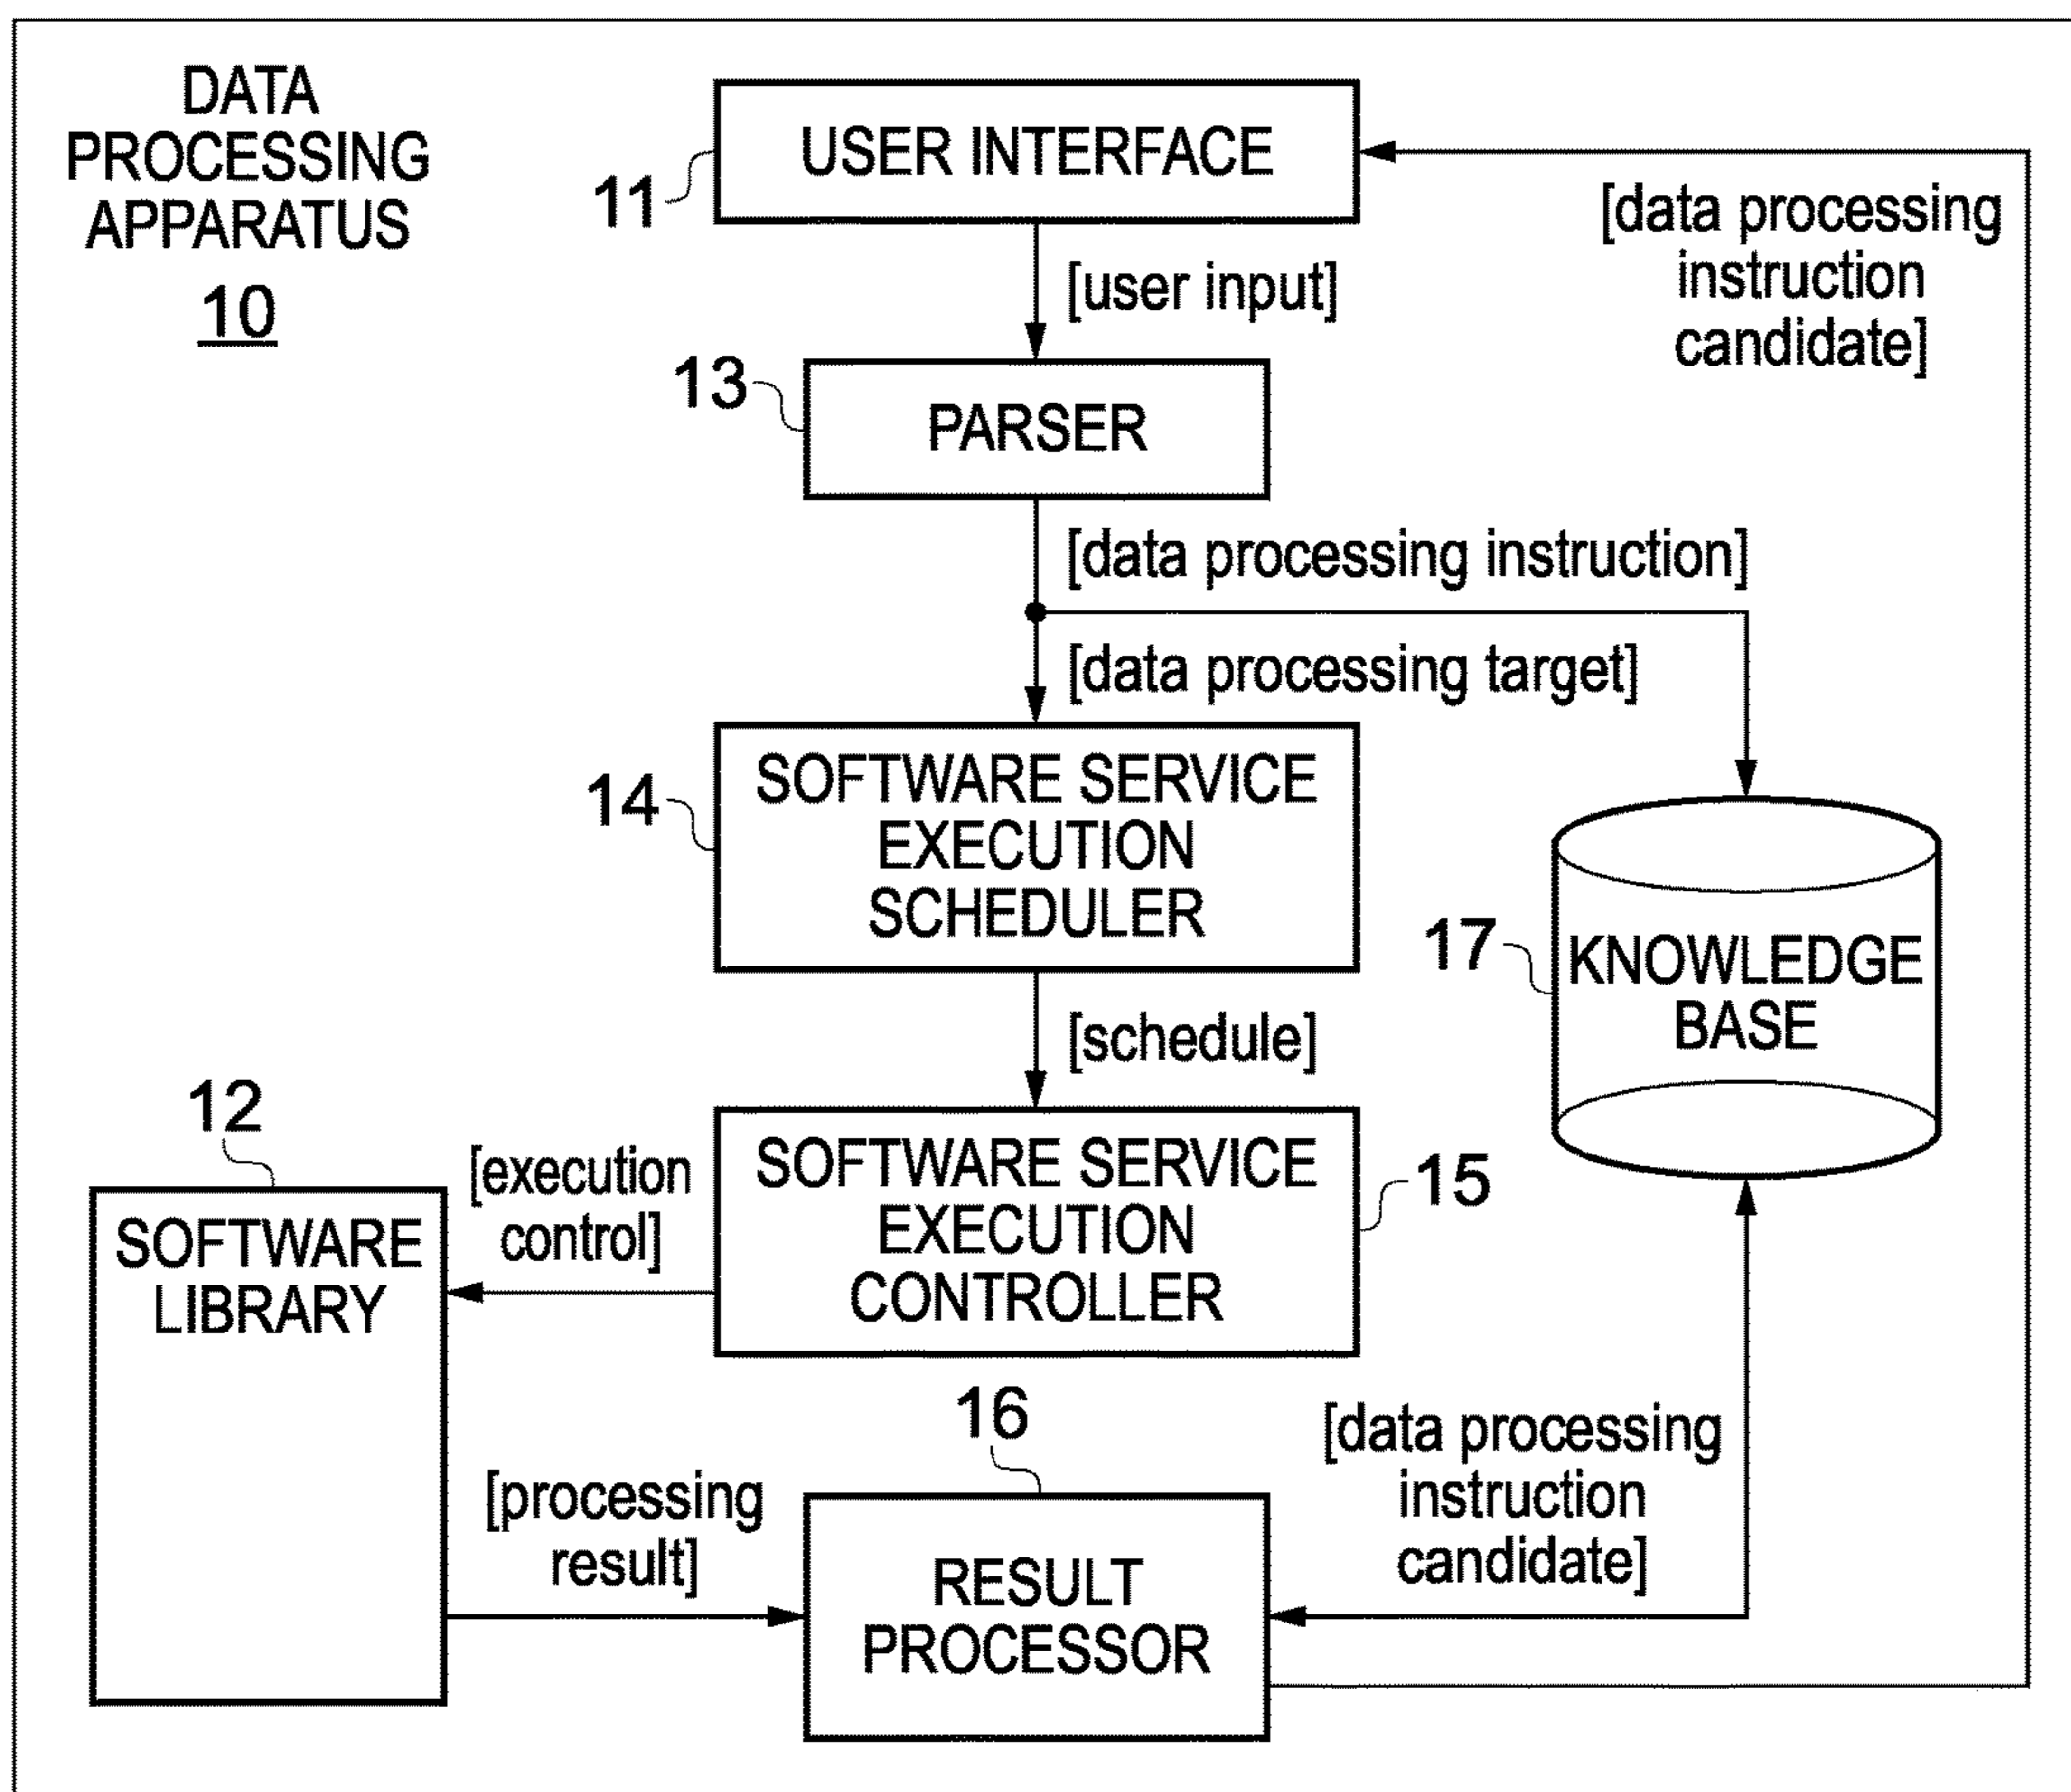 DATA
PROCESSING
APPARATUS
10
USER INTERFACE
11
[data processing
instruction
candidate]
[user input]
13
PARSER
[data processing instruction]
[data processing target]
14
SOFTWARE SERVICE
EXECUTION
SCHEDULER
17
KNOWLEDGE
BASE
[schedule]
12
SOFTWARE
LIBRARY
[execution
control]
SOFTWARE SERVICE
EXECUTION
CONTROLLER
15
16
[processing
result]
RESULT
PROCESSOR
[data processing
instruction
candidate]